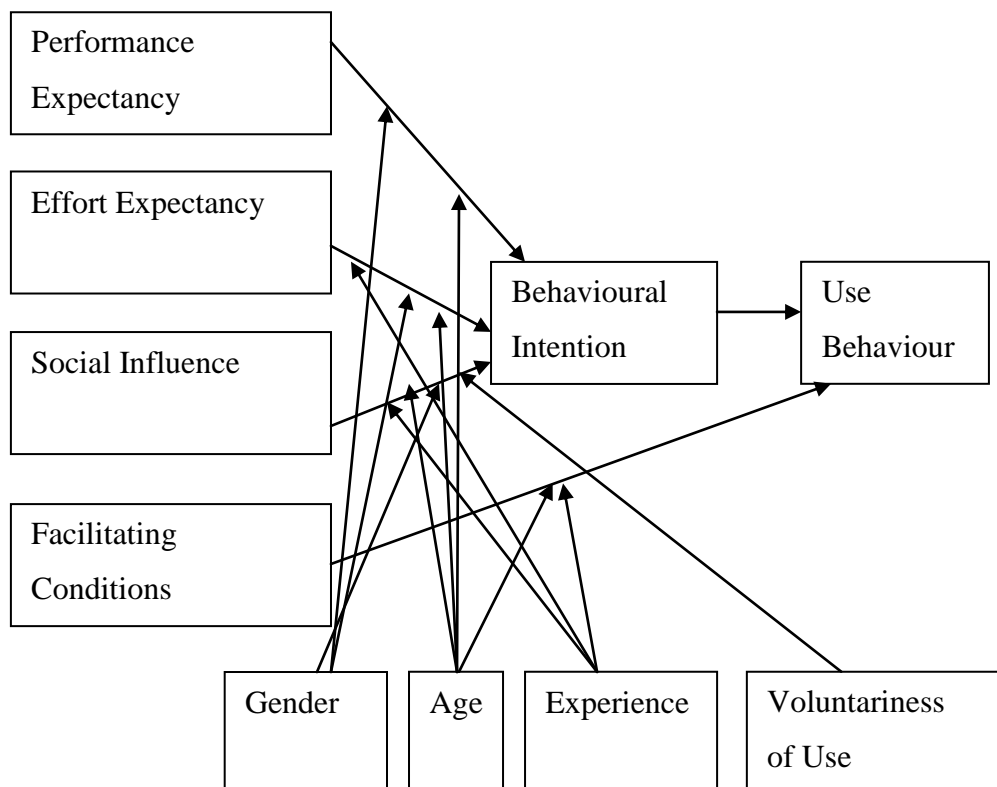 Performance
Expectancy
Effort Expectancy
Behavioural
Intention
Use
Behaviour
Social Influence
Facilitating
Conditions
Gender
Age
Experience
Voluntariness
of Use